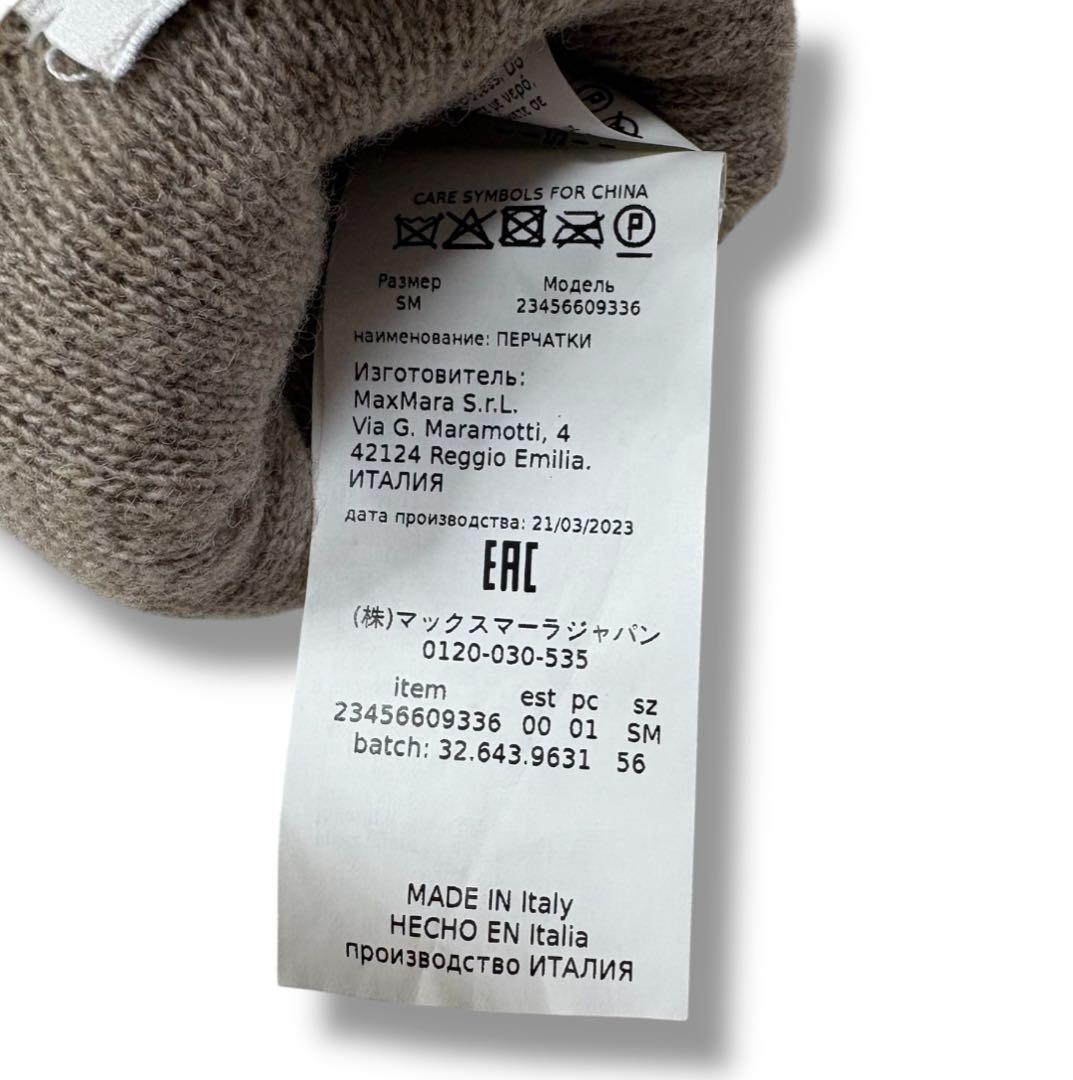 CARE SYMBOLS FOR CHINA
P
Размер Модель
SM 23456609336
наименование: ПЕРЧАТКИ
Изготовитель:
MaxMara S.r.L.
Via G. Maramotti, 4
42124 Reggio Emilia.
ИТАЛИЯ
дата производства: 21/03/2023
EAC
(株)マックスマーラジャパン
0120-030-535
item est pc sz
23456609336 00 01 SM
batch: 32.643.9631 56
MADE IN Italy
HECHO EN Italia
производство ИТАЛИЯ